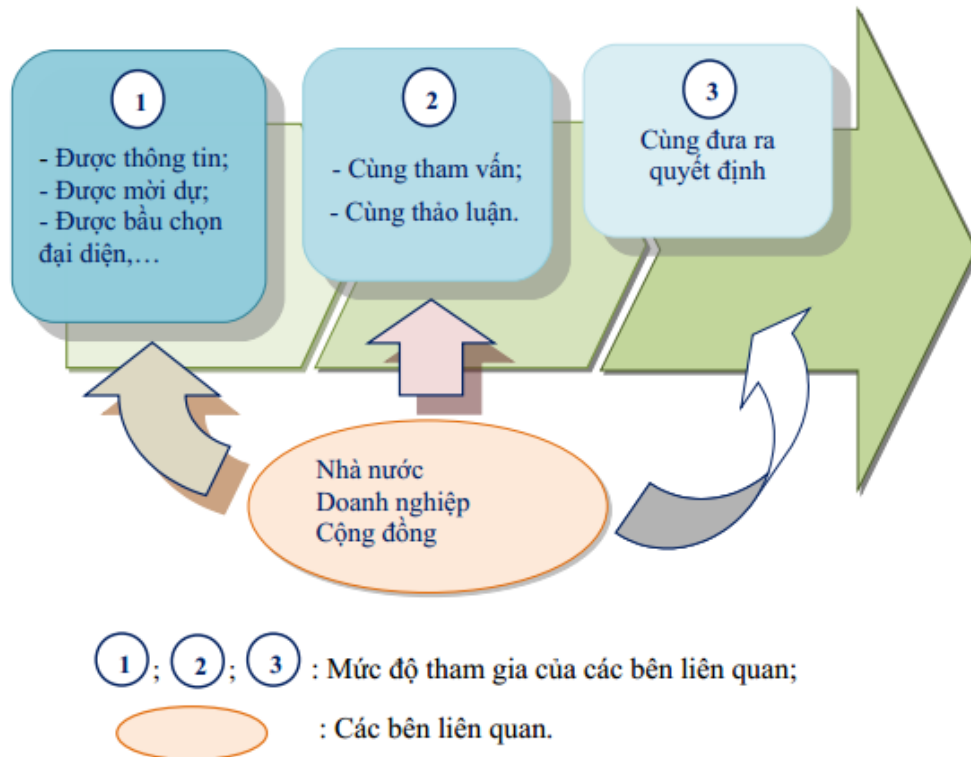 1
- Được thông tin;
- Được mời dự;
- Được bầu chọn
đại diện,…
2
- Cùng tham vấn;
- Cùng thảo luận.
3
Cùng đưa ra
quyết định
Nhà nước
Doanh nghiệp
Cộng đồng
1; 2; 3 : Mức độ tham gia của các bên liên quan;
: Các bên liên quan.